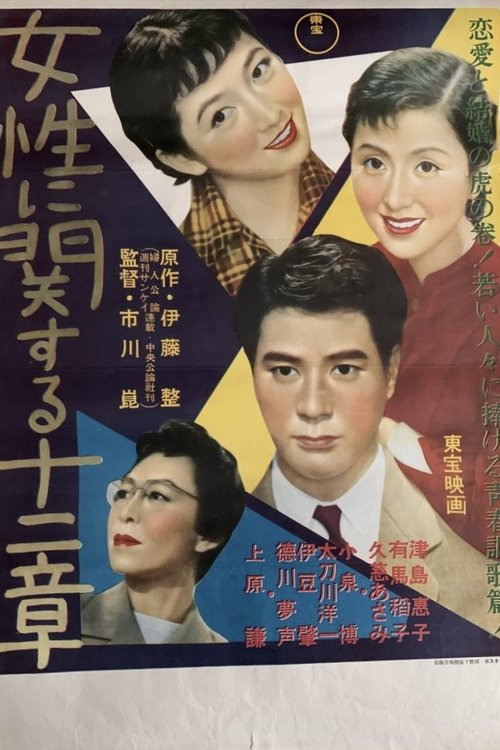 東宝
恋愛と結婚の虎の巻!若い人々に捧げる青春謳歌篇!
女性に関する十二章
原作・伊藤 整
(婦人公論連載・中央公論社刊
週刊サンケイ
監督・市川 崑
東宝映画
津島恵子
有馬稲子
久慈あさみ
小泉 博
太刀川洋一
伊豆 肇
徳川夢声
上原 謙